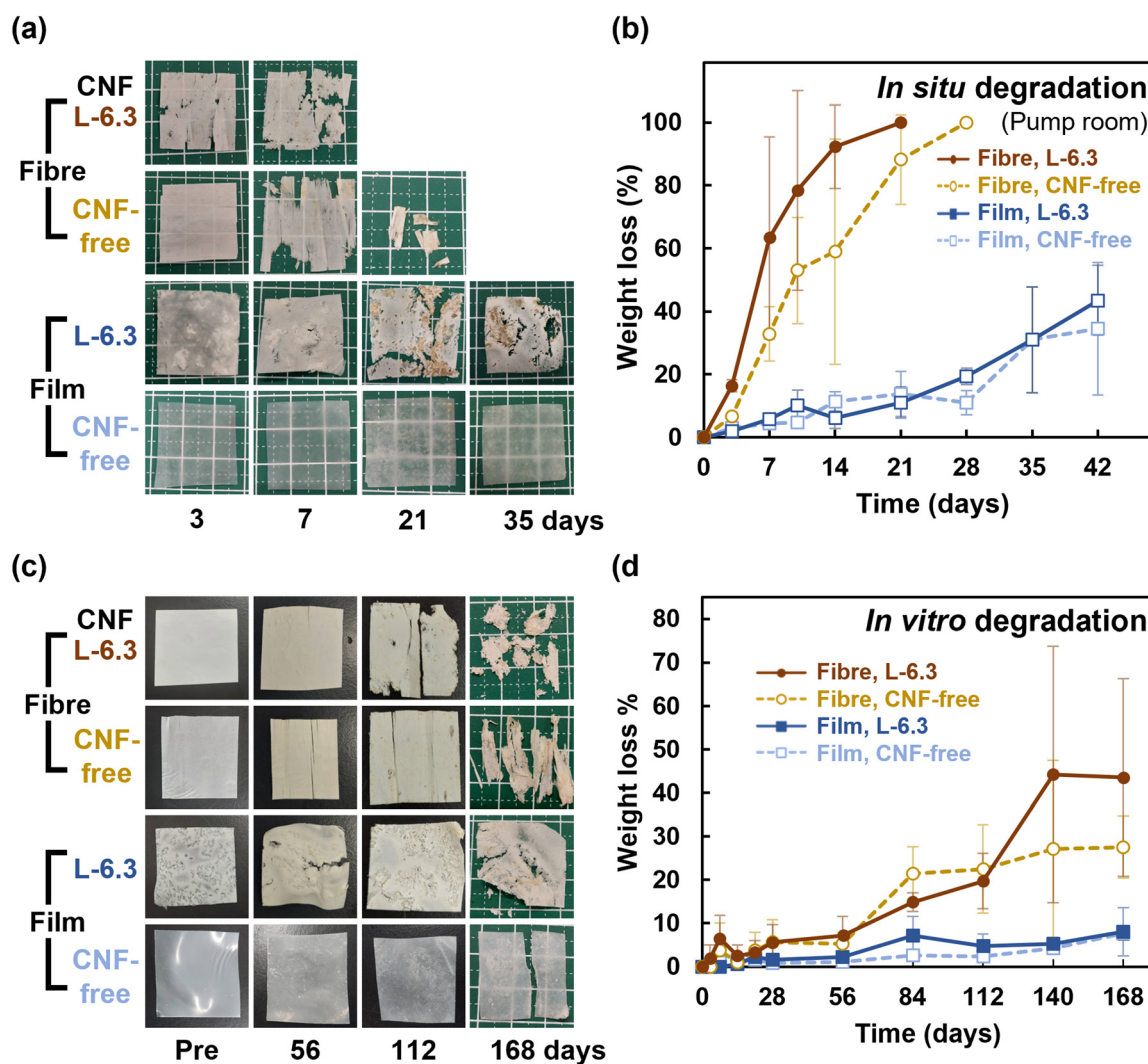 (a)
CNF
L-6.3
Fibre
CNF-
free
L-6.3
Film
CNF-
free
3 7 21 35 days
(b)
In situ degradation
(Pump room)
Fibre, L-6.3
Fibre, CNF-free
Film, L-6.3
Film, CNF-free
Weight loss (%)
100
80
60
40
20
0
0 7 14 21 28 35 42
Time (days)
(c)
CNF
L-6.3
Fibre
CNF-
free
L-6.3
Film
CNF-
free
Pre 56 112 168 days
(d)
In vitro degradation
Fibre, L-6.3
Fibre, CNF-free
Film, L-6.3
Film, CNF-free
Weight loss %
80
70
60
50
40
30
20
10
0
0 28 56 84 112 140 168
Time (days)